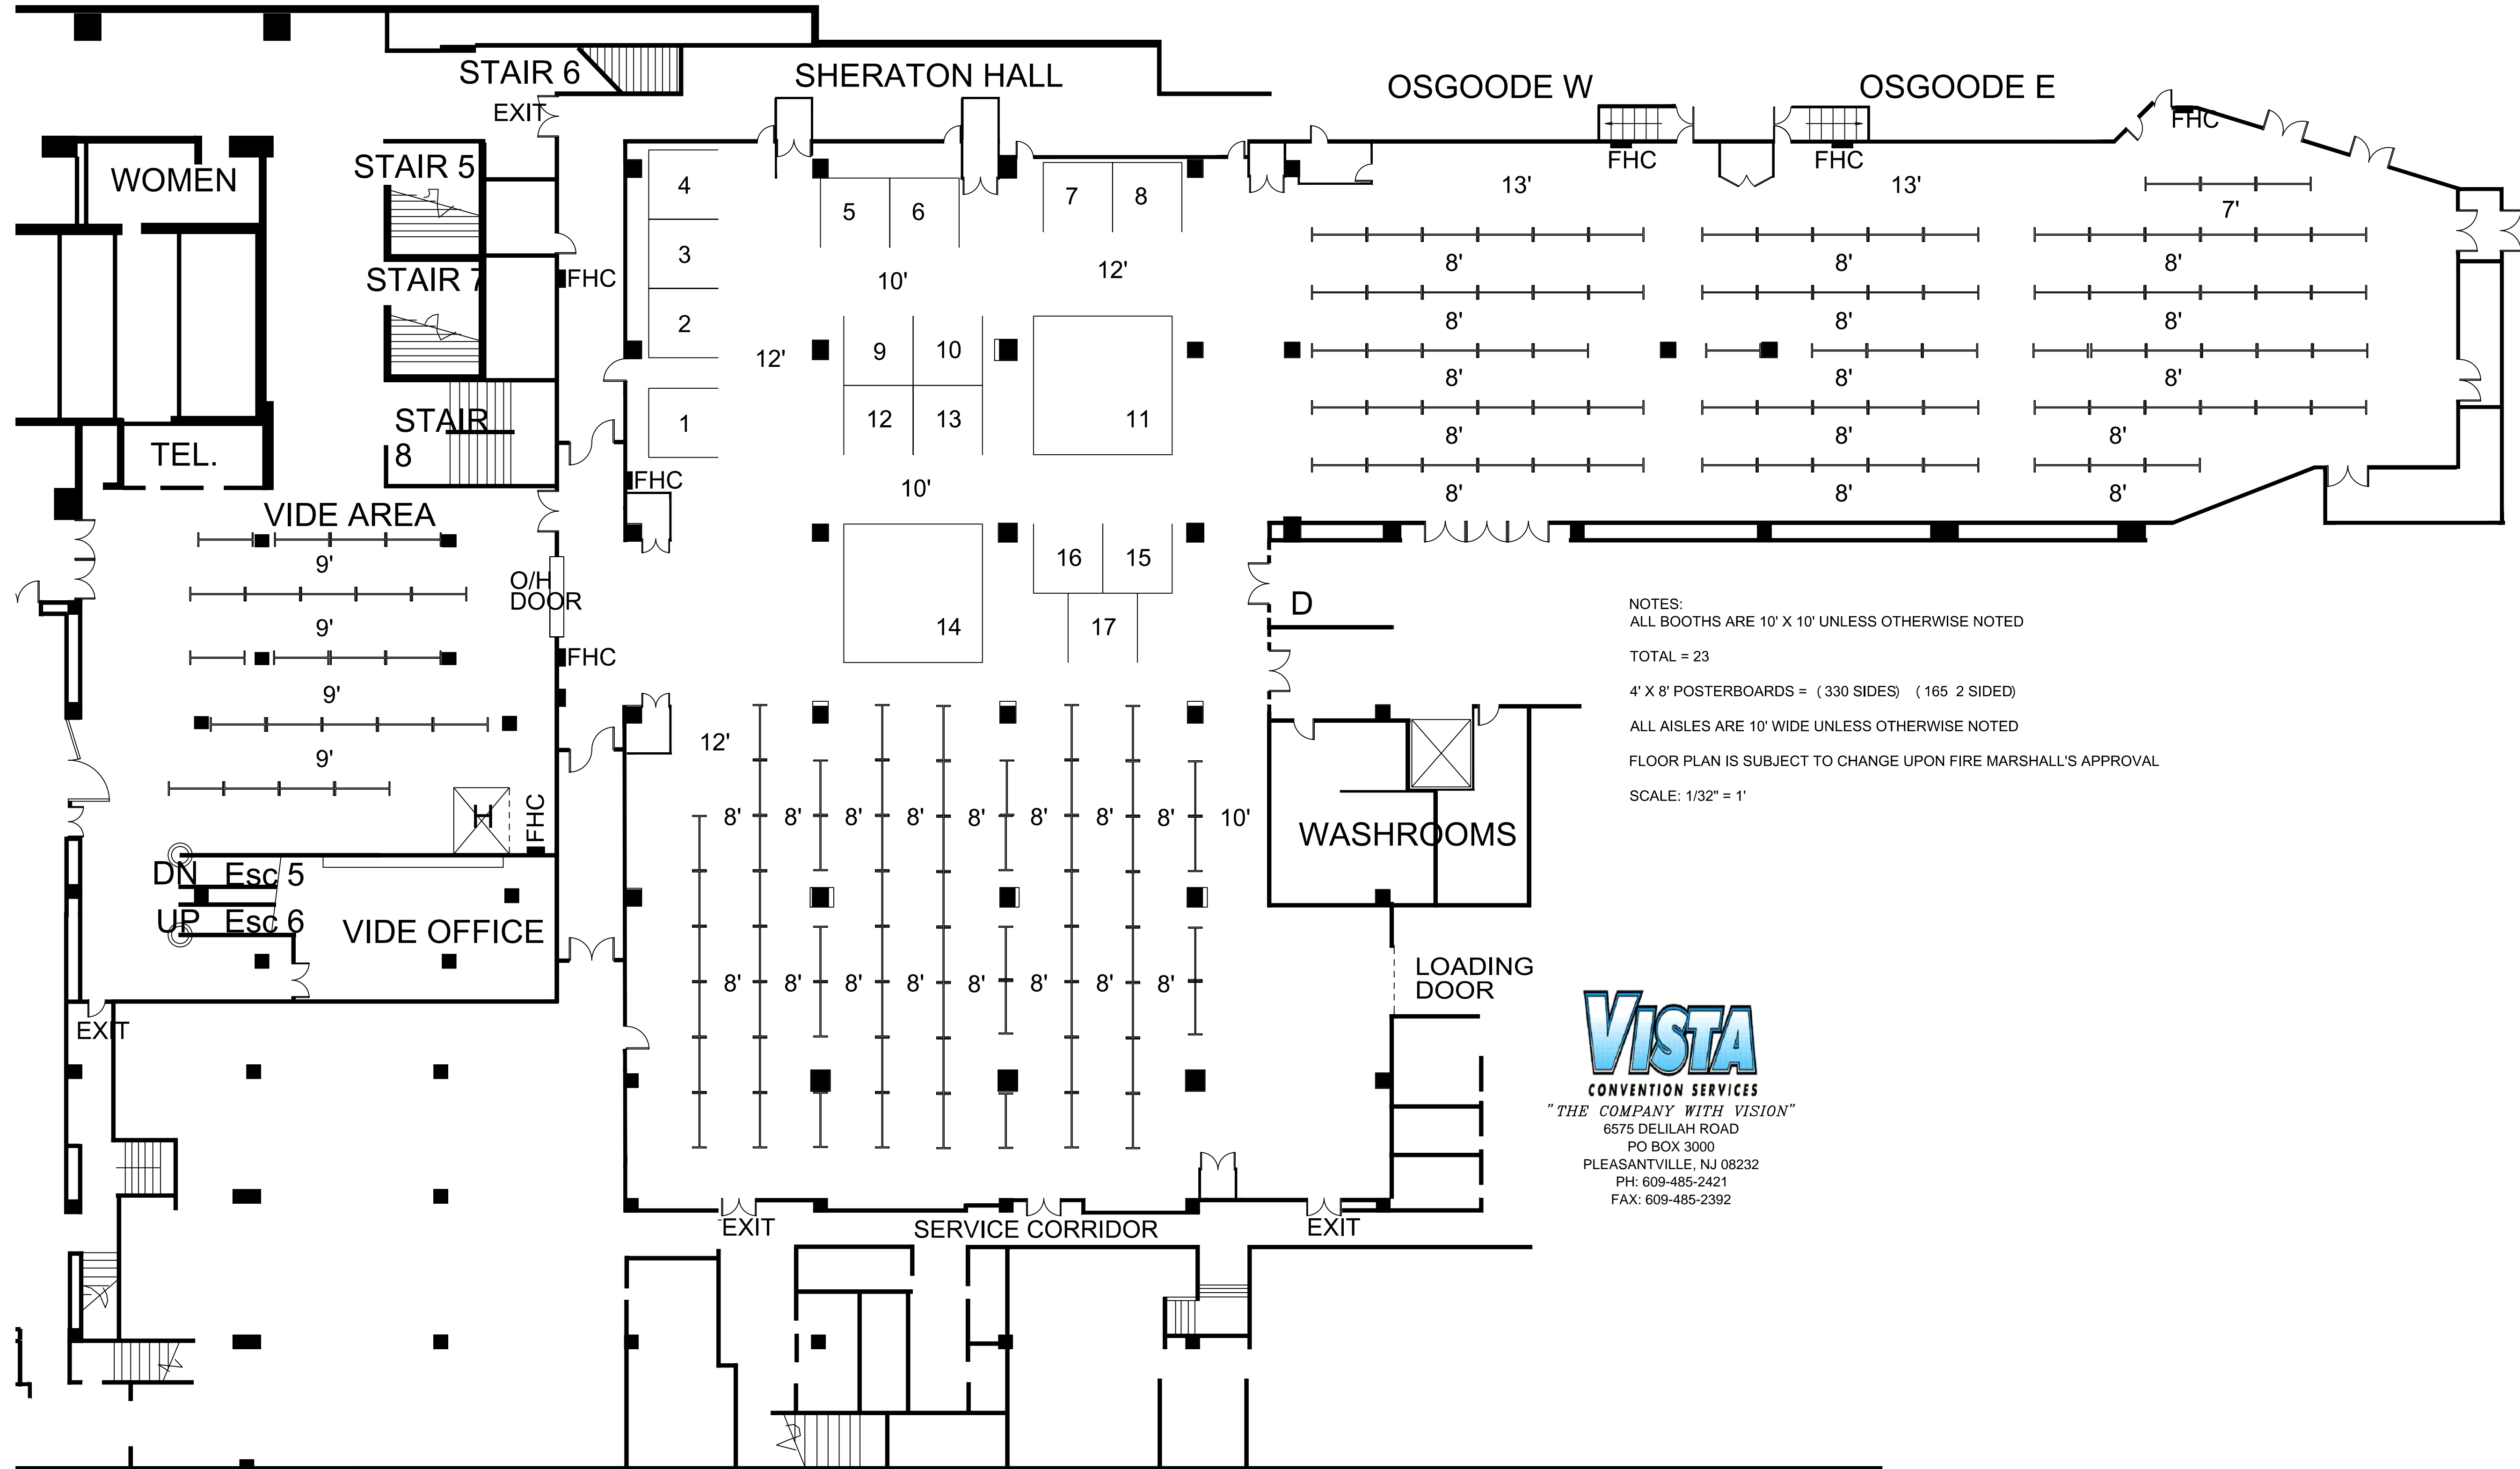 STAIR 6
SHERATON HALL
OSGOODE W
OSGOODE E
EXIT
FHC
FHC
FHC
WOMEN
STAIR 5
4
5
6
7
8
13'
13'
7'
3
STAIR 7
FHC
10'
12'
8'
8'
8'
2
8'
8'
8'
12'
9
10
8'
8'
8'
STAIR
8
1
12
13
11
8'
8'
8'
TEL.
FHC
10'
8'
8'
8'
VIDE AREA
9'
O/H
DOOR
16
15
D
9'
14
17
FHC
9'
12'
9'
H
FHC
8'
8'
8'
8'
8'
8'
8'
8'
10'
WASHROOMS
DN
Esc 5
UP
Esc 6
VIDE OFFICE
8'
8'
8'
8'
8'
8'
8'
8'
LOADING
DOOR
EXIT
EXIT
SERVICE CORRIDOR
EXIT
NOTES:
ALL BOOTHS ARE 10' X 10' UNLESS OTHERWISE NOTED
TOTAL = 23
4' X 8' POSTERBOARDS = ( 330 SIDES) ( 165 2 SIDED)
ALL AISLES ARE 10' WIDE UNLESS OTHERWISE NOTED
FLOOR PLAN IS SUBJECT TO CHANGE UPON FIRE MARSHALL'S APPROVAL
SCALE: 1/32" = 1'
VISTA
CONVENTION SERVICES
"THE COMPANY WITH VISION"
6575 DELILAH ROAD
PO BOX 3000
PLEASANTVILLE, NJ 08232
PH: 609-485-2421
FAX: 609-485-2392